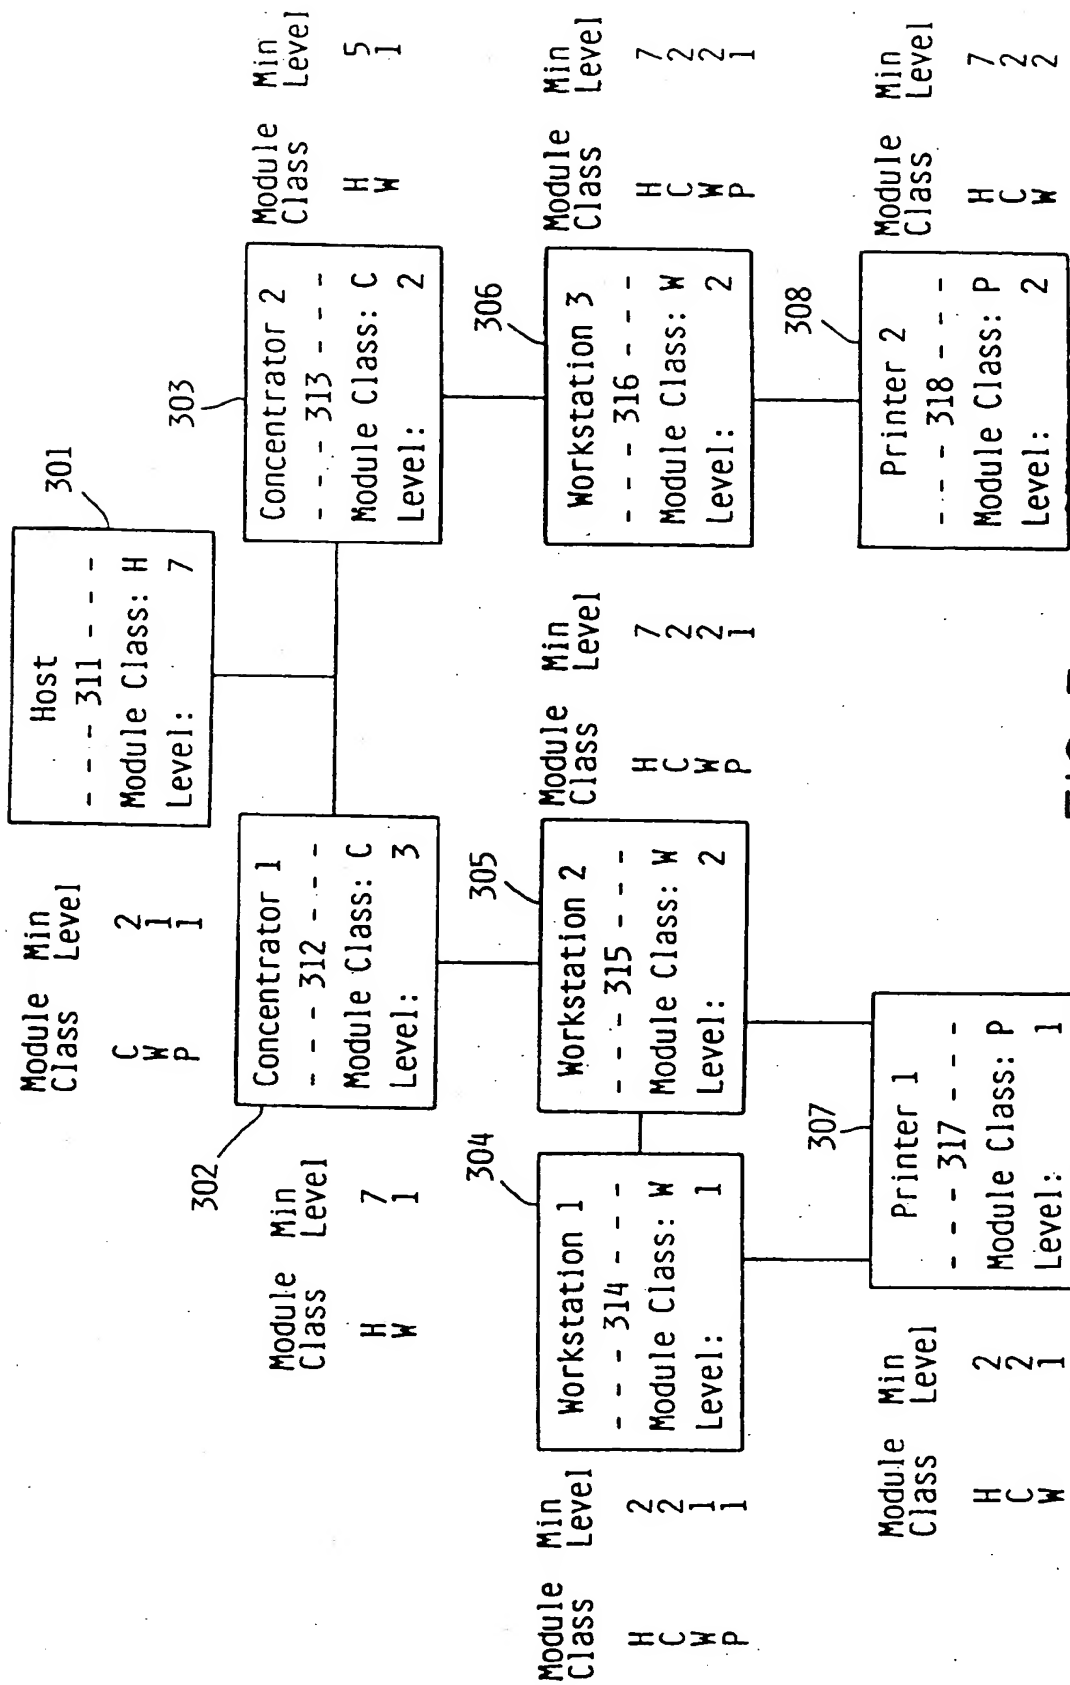 301
Host
- - - 311 - - -
Module Class: H
Level: 7
Module Min
Class Level
C 2
W 1
P 1
302
Concentrator 1
- - - 312 - - -
Module Class: C
Level: 3
Module Min
Class Level
H 7
W 1
303
Concentrator 2
- - - 313 - - -
Module Class: C
Level: 2
Module Min
Class Level
H 5
W 1
304
Workstation 1
- - - 314 - - -
Module Class: W
Level: 1
Module Min
Class Level
H 2
C 2
W 1
P 1
305
Workstation 2
- - - 315 - - -
Module Class: W
Level: 2
Module Min
Class Level
H 7
C 2
W 2
P 1
306
Workstation 3
- - - 316 - - -
Module Class: W
Level: 2
Module Min
Class Level
H 7
C 2
W 2
P 1
307
Printer 1
- - - 317 - - -
Module Class: P
Level: 1
Module Min
Class Level
H 2
C 2
W 1
308
Printer 2
- - - 318 - - -
Module Class: P
Level: 2
Module Min
Class Level
H 7
C 2
W 2